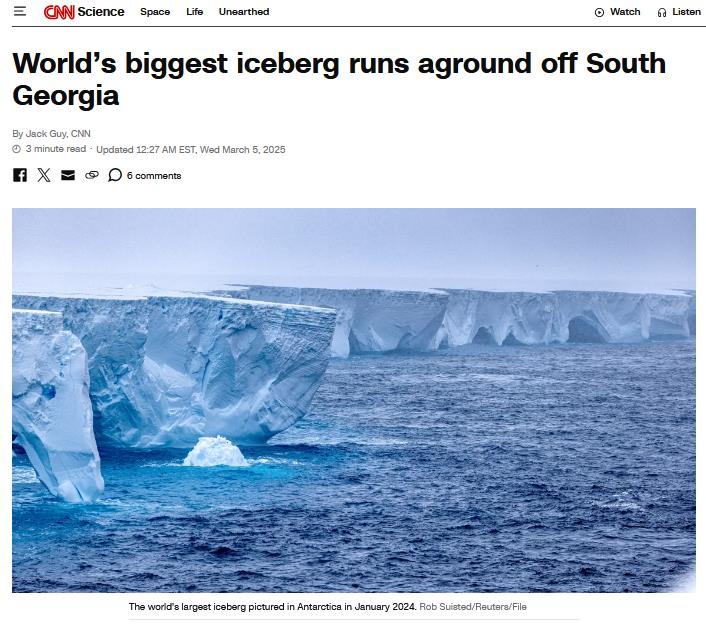 CNN Science Space Life Unearthed Watch Listen
World's biggest iceberg runs aground off South
Georgia
By Jack Guy, CNN
3 minute read · Updated 12:27 AM EST, Wed March 5, 2025
6 comments
The world's largest iceberg pictured in Antarctica in January 2024. Rob Suisted/Reuters/File